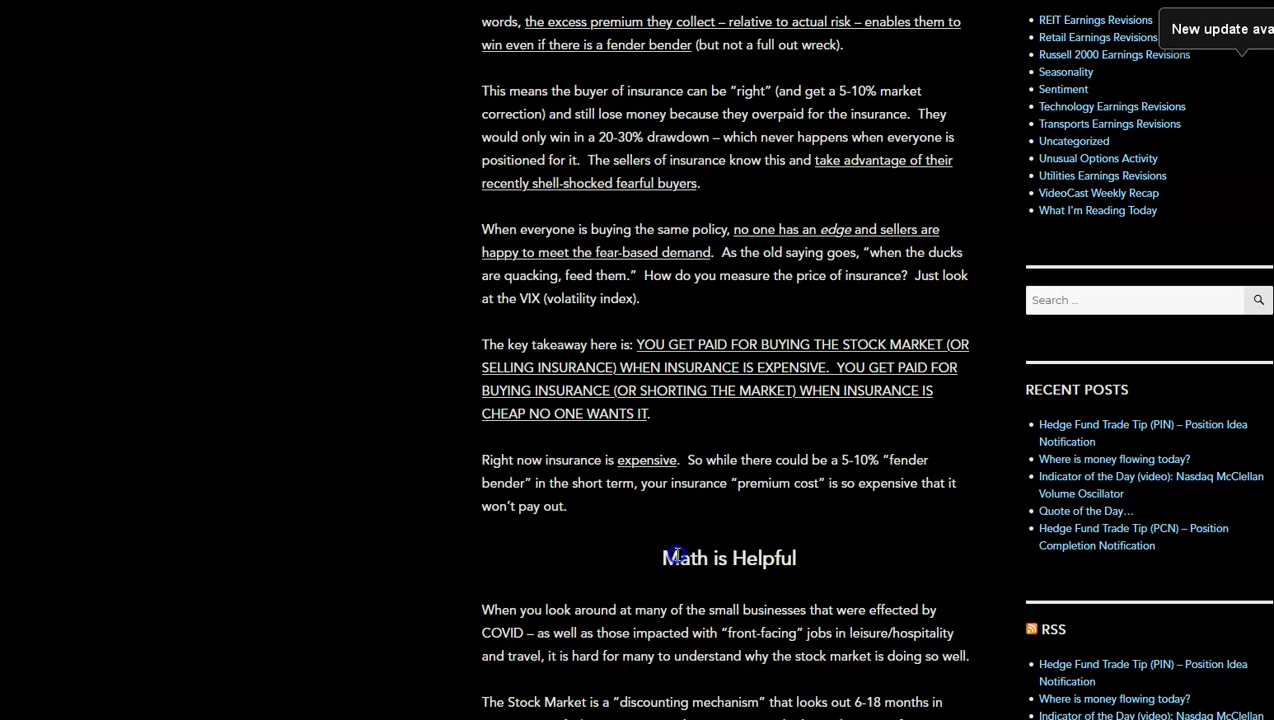 words, the excess premium they collect – relative to actual risk – enables them to
win even if there is a fender bender (but not a full out wreck).
This means the buyer of insurance can be “right” (and get a 5-10% market
correction) and still lose money because they overpaid for the insurance.  They
would only win in a 20-30% drawdown – which never happens when everyone is
positioned for it.  The sellers of insurance know this and take advantage of their
recently shell-shocked fearful buyers.
When everyone is buying the same policy, no one has an edge and sellers are
happy to meet the fear-based demand.  As the old saying goes, “when the ducks
are quacking, feed them.”  How do you measure the price of insurance?  Just look
at the VIX (volatility index).
The key takeaway here is: YOU GET PAID FOR BUYING THE STOCK MARKET (OR
SELLING INSURANCE) WHEN INSURANCE IS EXPENSIVE.  YOU GET PAID FOR
BUYING INSURANCE (OR SHORTING THE MARKET) WHEN INSURANCE IS
CHEAP NO ONE WANTS IT.
Right now insurance is expensive.  So while there could be a 5-10% “fender
bender” in the short term, your insurance “premium cost” is so expensive that it
won’t pay out.
Math is Helpful
When you look around at many of the small businesses that were effected by
COVID – as well as those impacted with “front-facing” jobs in leisure/hospitality
and travel, it is hard for many to understand why the stock market is doing so well.
The Stock Market is a “discounting mechanism” that looks out 6-18 months in
REIT Earnings Revisions
Retail Earnings Revisions
Russell 2000 Earnings Revisions
Seasonality
Sentiment
Technology Earnings Revisions
Transports Earnings Revisions
Uncategorized
Unusual Options Activity
Utilities Earnings Revisions
VideoCast Weekly Recap
What I'm Reading Today
New update ava
Search …
RECENT POSTS
Hedge Fund Trade Tip (PIN) – Position Idea
Notification
Where is money flowing today?
Indicator of the Day (video): Nasdaq McClellan
Volume Oscillator
Quote of the Day…
Hedge Fund Trade Tip (PCN) – Position
Completion Notification
RSS
Hedge Fund Trade Tip (PIN) – Position Idea
Notification
Where is money flowing today?
Indicator of the Day (video): Nasdaq McClellan